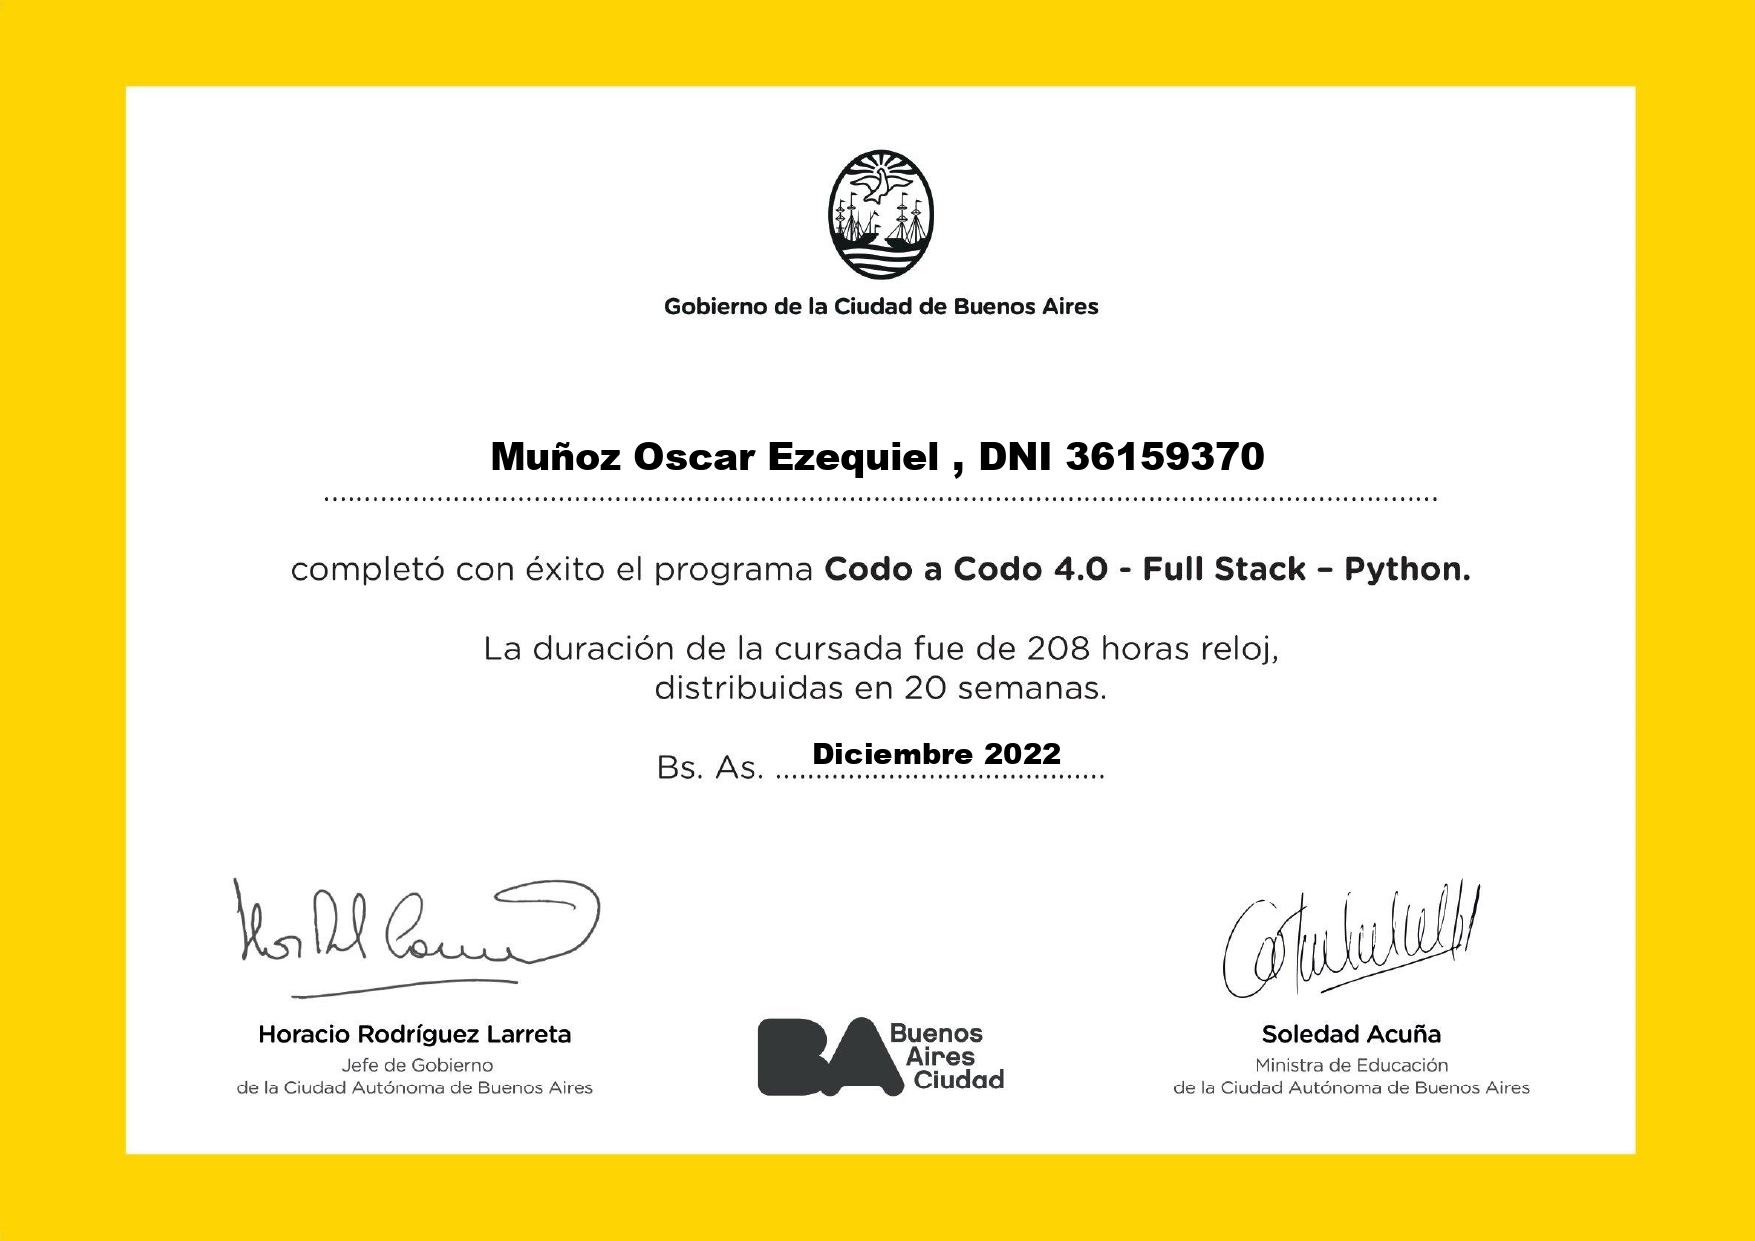 Gobierno de la Ciudad de Buenos Aires
Muñoz Oscar Ezequiel , DNI 36159370
completó con éxito el programa Codo a Codo 4.0 - Full Stack – Python.
La duración de la cursada fue de 208 horas reloj,
distribuidas en 20 semanas.
Bs. As. Diciembre 2022
Horacio Rodríguez Larreta
Jefe de Gobierno
de la Ciudad Autónoma de Buenos Aires
BA
Buenos
Aires
Ciudad
Soledad Acuña
Ministra de Educación
de la Ciudad Autónoma de Buenos Aires